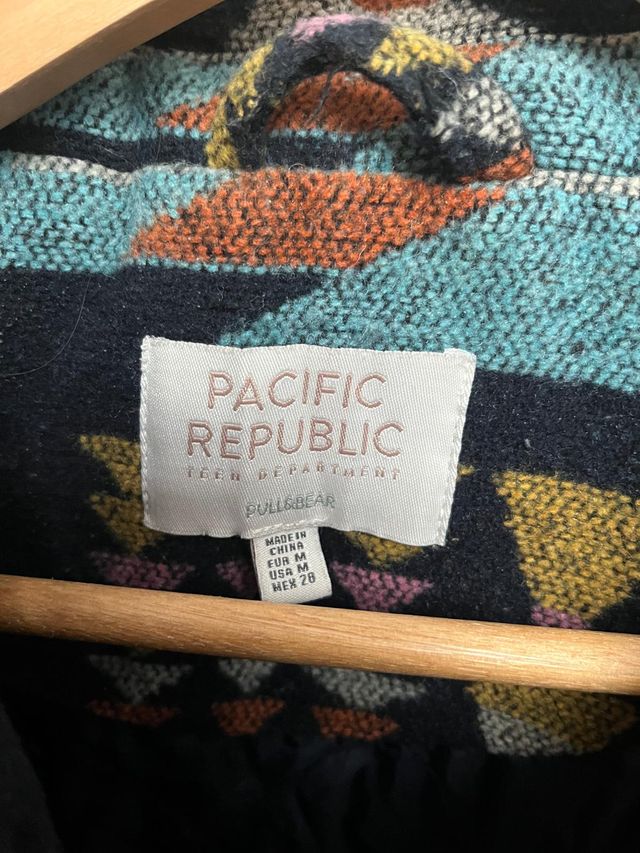 PACIFIC
REPUBLIC
TEEN DEPARTMENT
PULL&BEAR
MADE IN
CHINA
EUR M
USA M
MEX 28